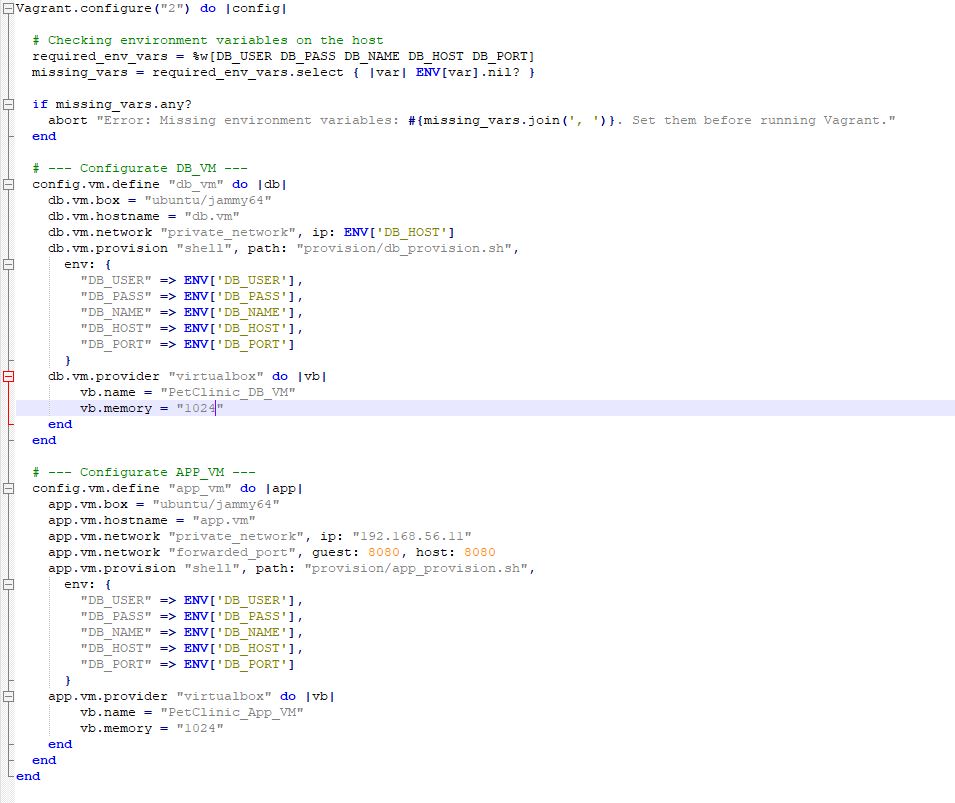 Vagrant.configure("2") do |config|
# Checking environment variables on the host
required_env_vars = %w[DB_USER DB_PASS DB_NAME DB_HOST DB_PORT]
missing_vars = required_env_vars.select { |var| ENV[var].nil? }
if missing_vars.any?
abort "Error: Missing environment variables: #{missing_vars.join(', ')}. Set them before running Vagrant."
end
# --- Configurate DB_VM ---
config.vm.define "db_vm" do |db|
db.vm.box = "ubuntu/jammy64"
db.vm.hostname = "db.vm"
db.vm.network "private_network", ip: ENV['DB_HOST']
db.vm.provision "shell", path: "provision/db_provision.sh",
env: {
"DB_USER" => ENV['DB_USER'],
"DB_PASS" => ENV['DB_PASS'],
"DB_NAME" => ENV['DB_NAME'],
"DB_HOST" => ENV['DB_HOST'],
"DB_PORT" => ENV['DB_PORT']
}
db.vm.provider "virtualbox" do |vb|
vb.name = "PetClinic_DB_VM"
vb.memory = "1024"
end
end
# --- Configurate APP_VM ---
config.vm.define "app_vm" do |app|
app.vm.box = "ubuntu/jammy64"
app.vm.hostname = "app.vm"
app.vm.network "private_network", ip: "192.168.56.11"
app.vm.network "forwarded_port", guest: 8080, host: 8080
app.vm.provision "shell", path: "provision/app_provision.sh",
env: {
"DB_USER" => ENV['DB_USER'],
"DB_PASS" => ENV['DB_PASS'],
"DB_NAME" => ENV['DB_NAME'],
"DB_HOST" => ENV['DB_HOST'],
"DB_PORT" => ENV['DB_PORT']
}
app.vm.provider "virtualbox" do |vb|
vb.name = "PetClinic_App_VM"
vb.memory = "1024"
end
end
end